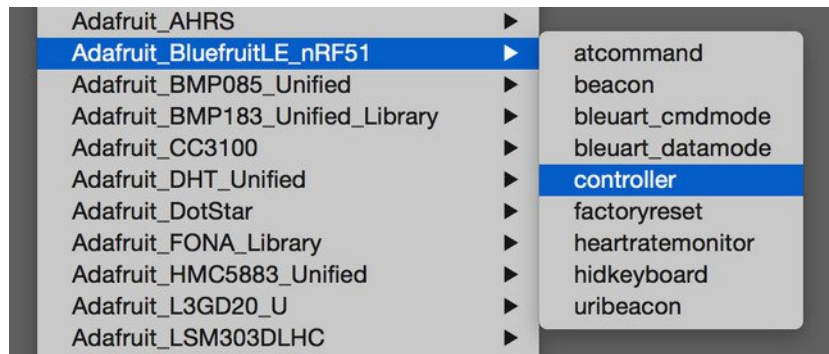 Adafruit_AHRS
Adafruit_BluefruitLE_nRF51
Adafruit_BMP085_Unified
Adafruit_BMP183_Unified_Library
Adafruit_CC3100
Adafruit_DHT_Unified
Adafruit_DotStar
Adafruit_FONA_Library
Adafruit_HMC5883_Unified
Adafruit_L3GD20_U
Adafruit_LSM303DLHC
atcommand
beacon
bleuart_cmdmode
bleuart_datamode
controller
factoryreset
heartratemonitor
hidkeyboard
uribeacon